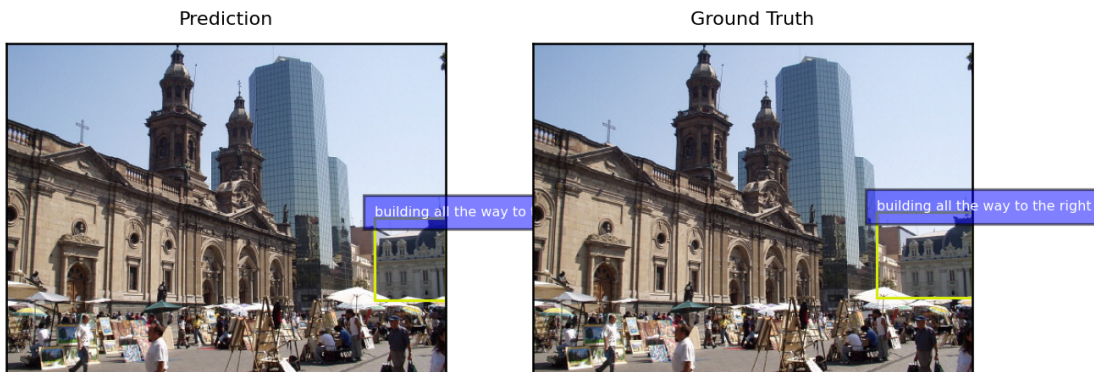 Prediction
Ground Truth
building all the way to
building all the way to the right